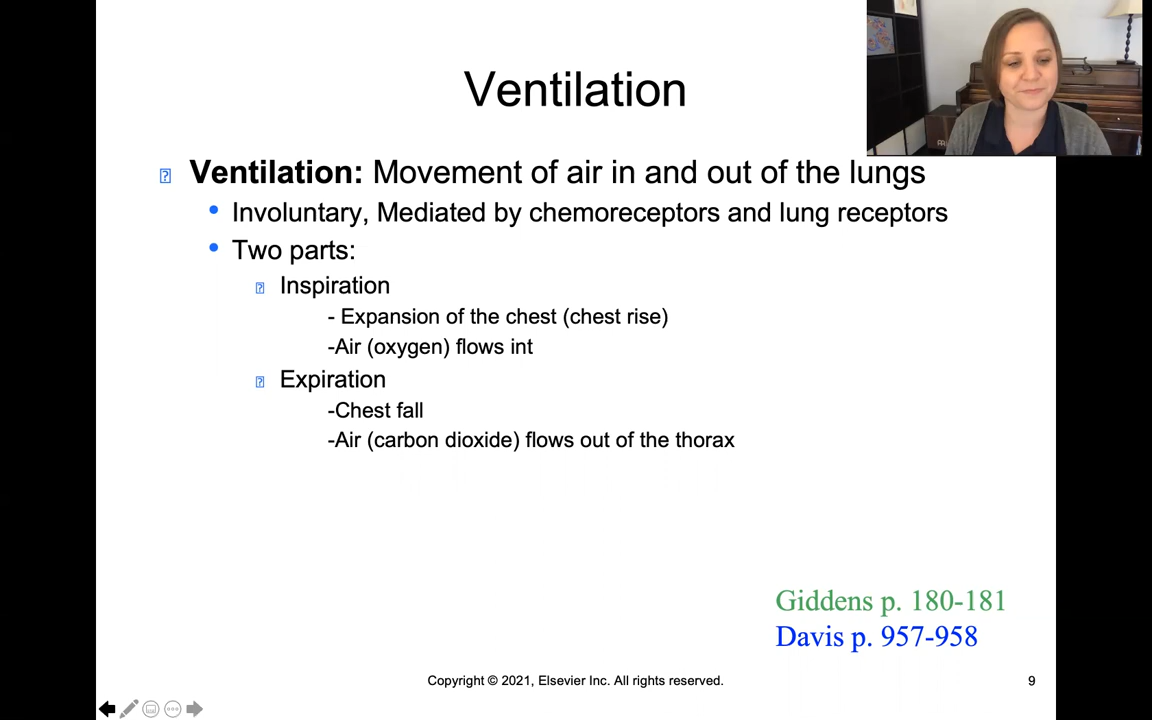 Ventilation
Ventilation: Movement of air in and out of the lungs
Involuntary, Mediated by chemoreceptors and lung receptors
Two parts:
Inspiration
- Expansion of the chest (chest rise)
-Air (oxygen) flows int
Expiration
-Chest fall
-Air (carbon dioxide) flows out of the thorax
Giddens p. 180-181
Davis p. 957-958
Copyright © 2021, Elsevier Inc. All rights reserved.
9